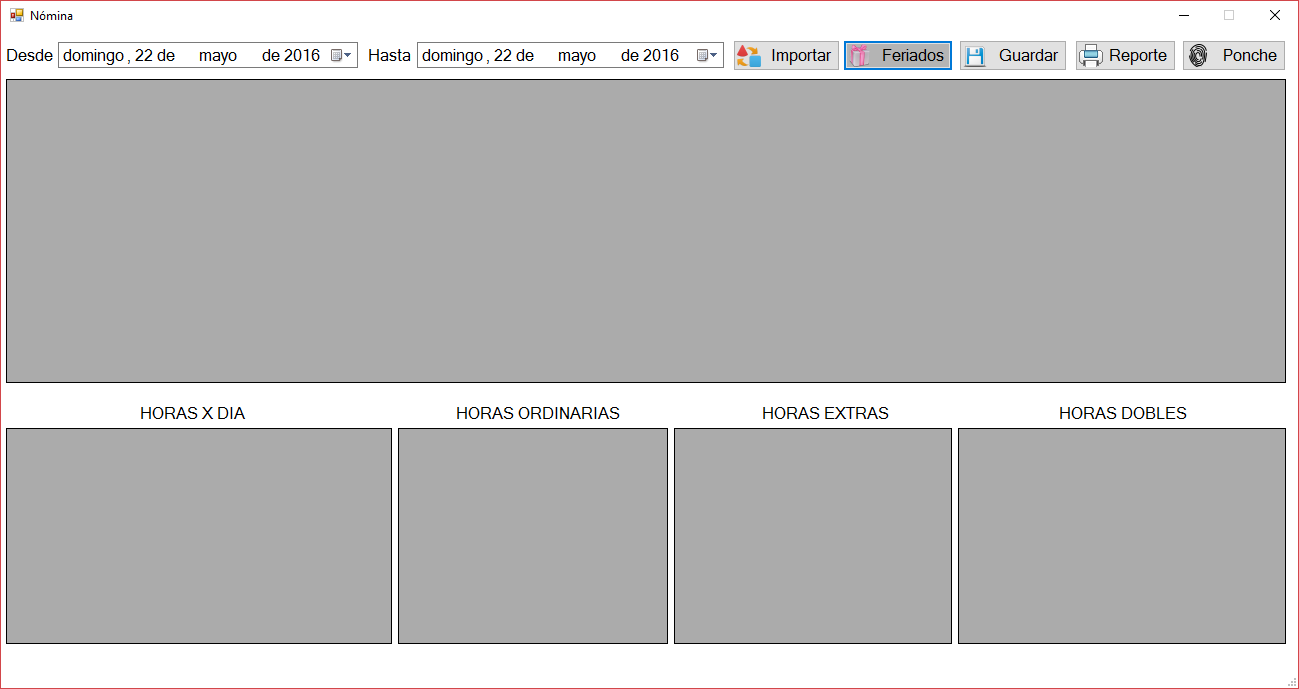 Nómina
Desde domingo , 22 de mayo de 2016 Hasta domingo , 22 de mayo de 2016 Importar Feriados Guardar Reporte Ponche
HORAS X DIA HORAS ORDINARIAS HORAS EXTRAS HORAS DOBLES